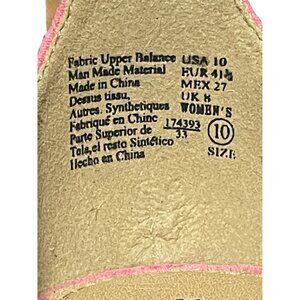 Fabric Upper Balance
Man Made Material
Made in China
Dessus tissu,
Autres. Synthetiques
Fabriqué en Chine
Parte Superior de
Tola,el resto Sintético
Hecho en China
USA 10
EUR 41½
MEX 27
UK 8
WOMEN'S
174393
33
10
SIZE